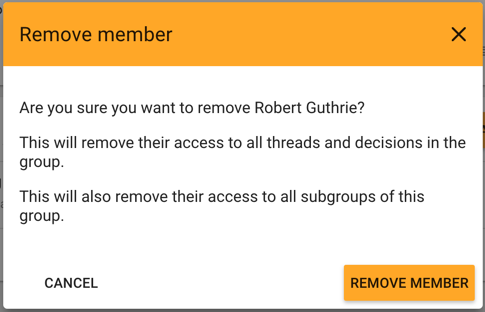 Remove member
Are you sure you want to remove Robert Guthrie?
This will remove their access to all threads and decisions in the
group.
This will also remove their access to all subgroups of this
group.
CANCEL
REMOVE MEMBER